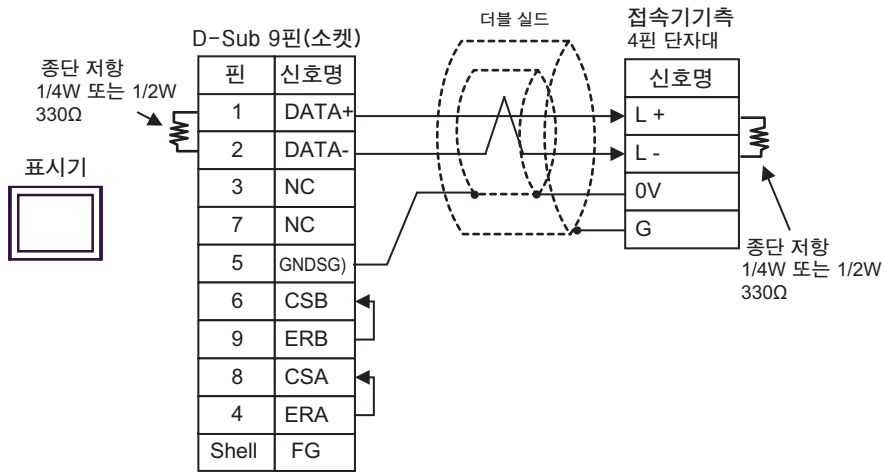 더블 실드
접속기기측
4핀 단자대
D-Sub 9핀(소켓)
종단 저항
1/4W 또는 1/2W
330Ω
표시기
핀 신호명
1 DATA+
2 DATA-
3 NC
7 NC
5 GNDSG)
6 CSB
9 ERB
8 CSA
4 ERA
Shell FG
신호명
L +
L -
0V
G
종단 저항
1/4W 또는 1/2W
330Ω